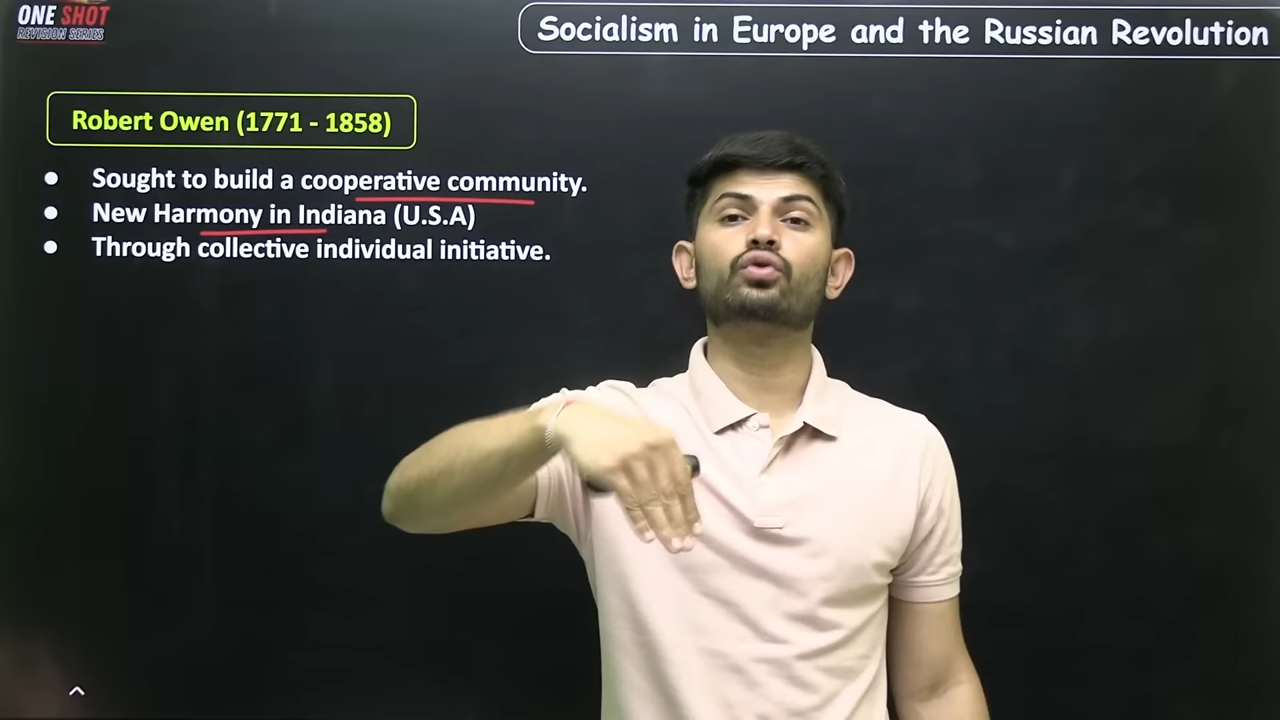 ONE SHOT
REVISION SERIES
Socialism in Europe and the Russian Revolution
Robert Owen (1771 - 1858)
● Sought to build a cooperative community.
● New Harmony in Indiana (U.S.A)
● Through collective individual initiative.